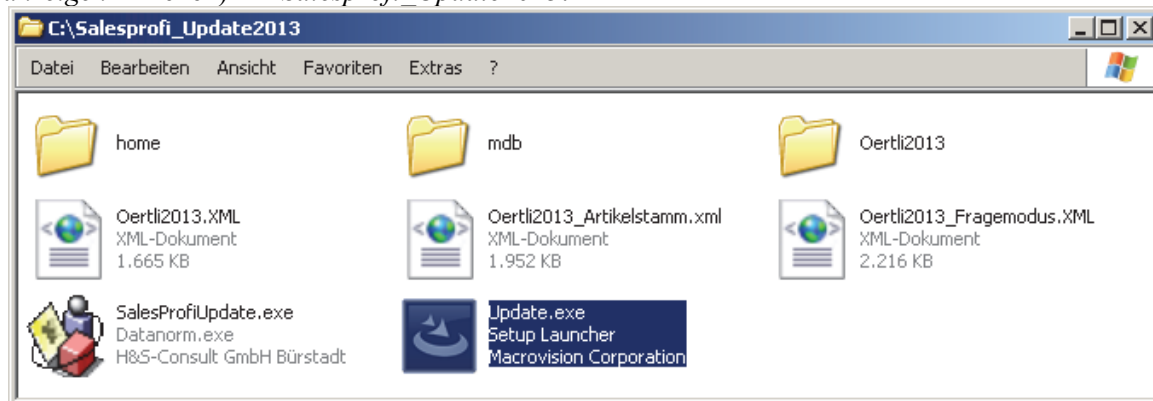 C:\Salesprofi_Update2013
Datei Bearbeiten Ansicht Favoriten Extras ?
home mdb Oertli2013
Oertli2013.XML Oertli2013_Artikelstamm.xml Oertli2013_Fragemodus.XML
XML-Dokument XML-Dokument XML-Dokument
1.665 KB 1.952 KB 2.216 KB
SalesProfiUpdate.exe Update.exe
Datanorm.exe Setup Launcher
H&S-Consult GmbH Bürstadt Macrovision Corporation